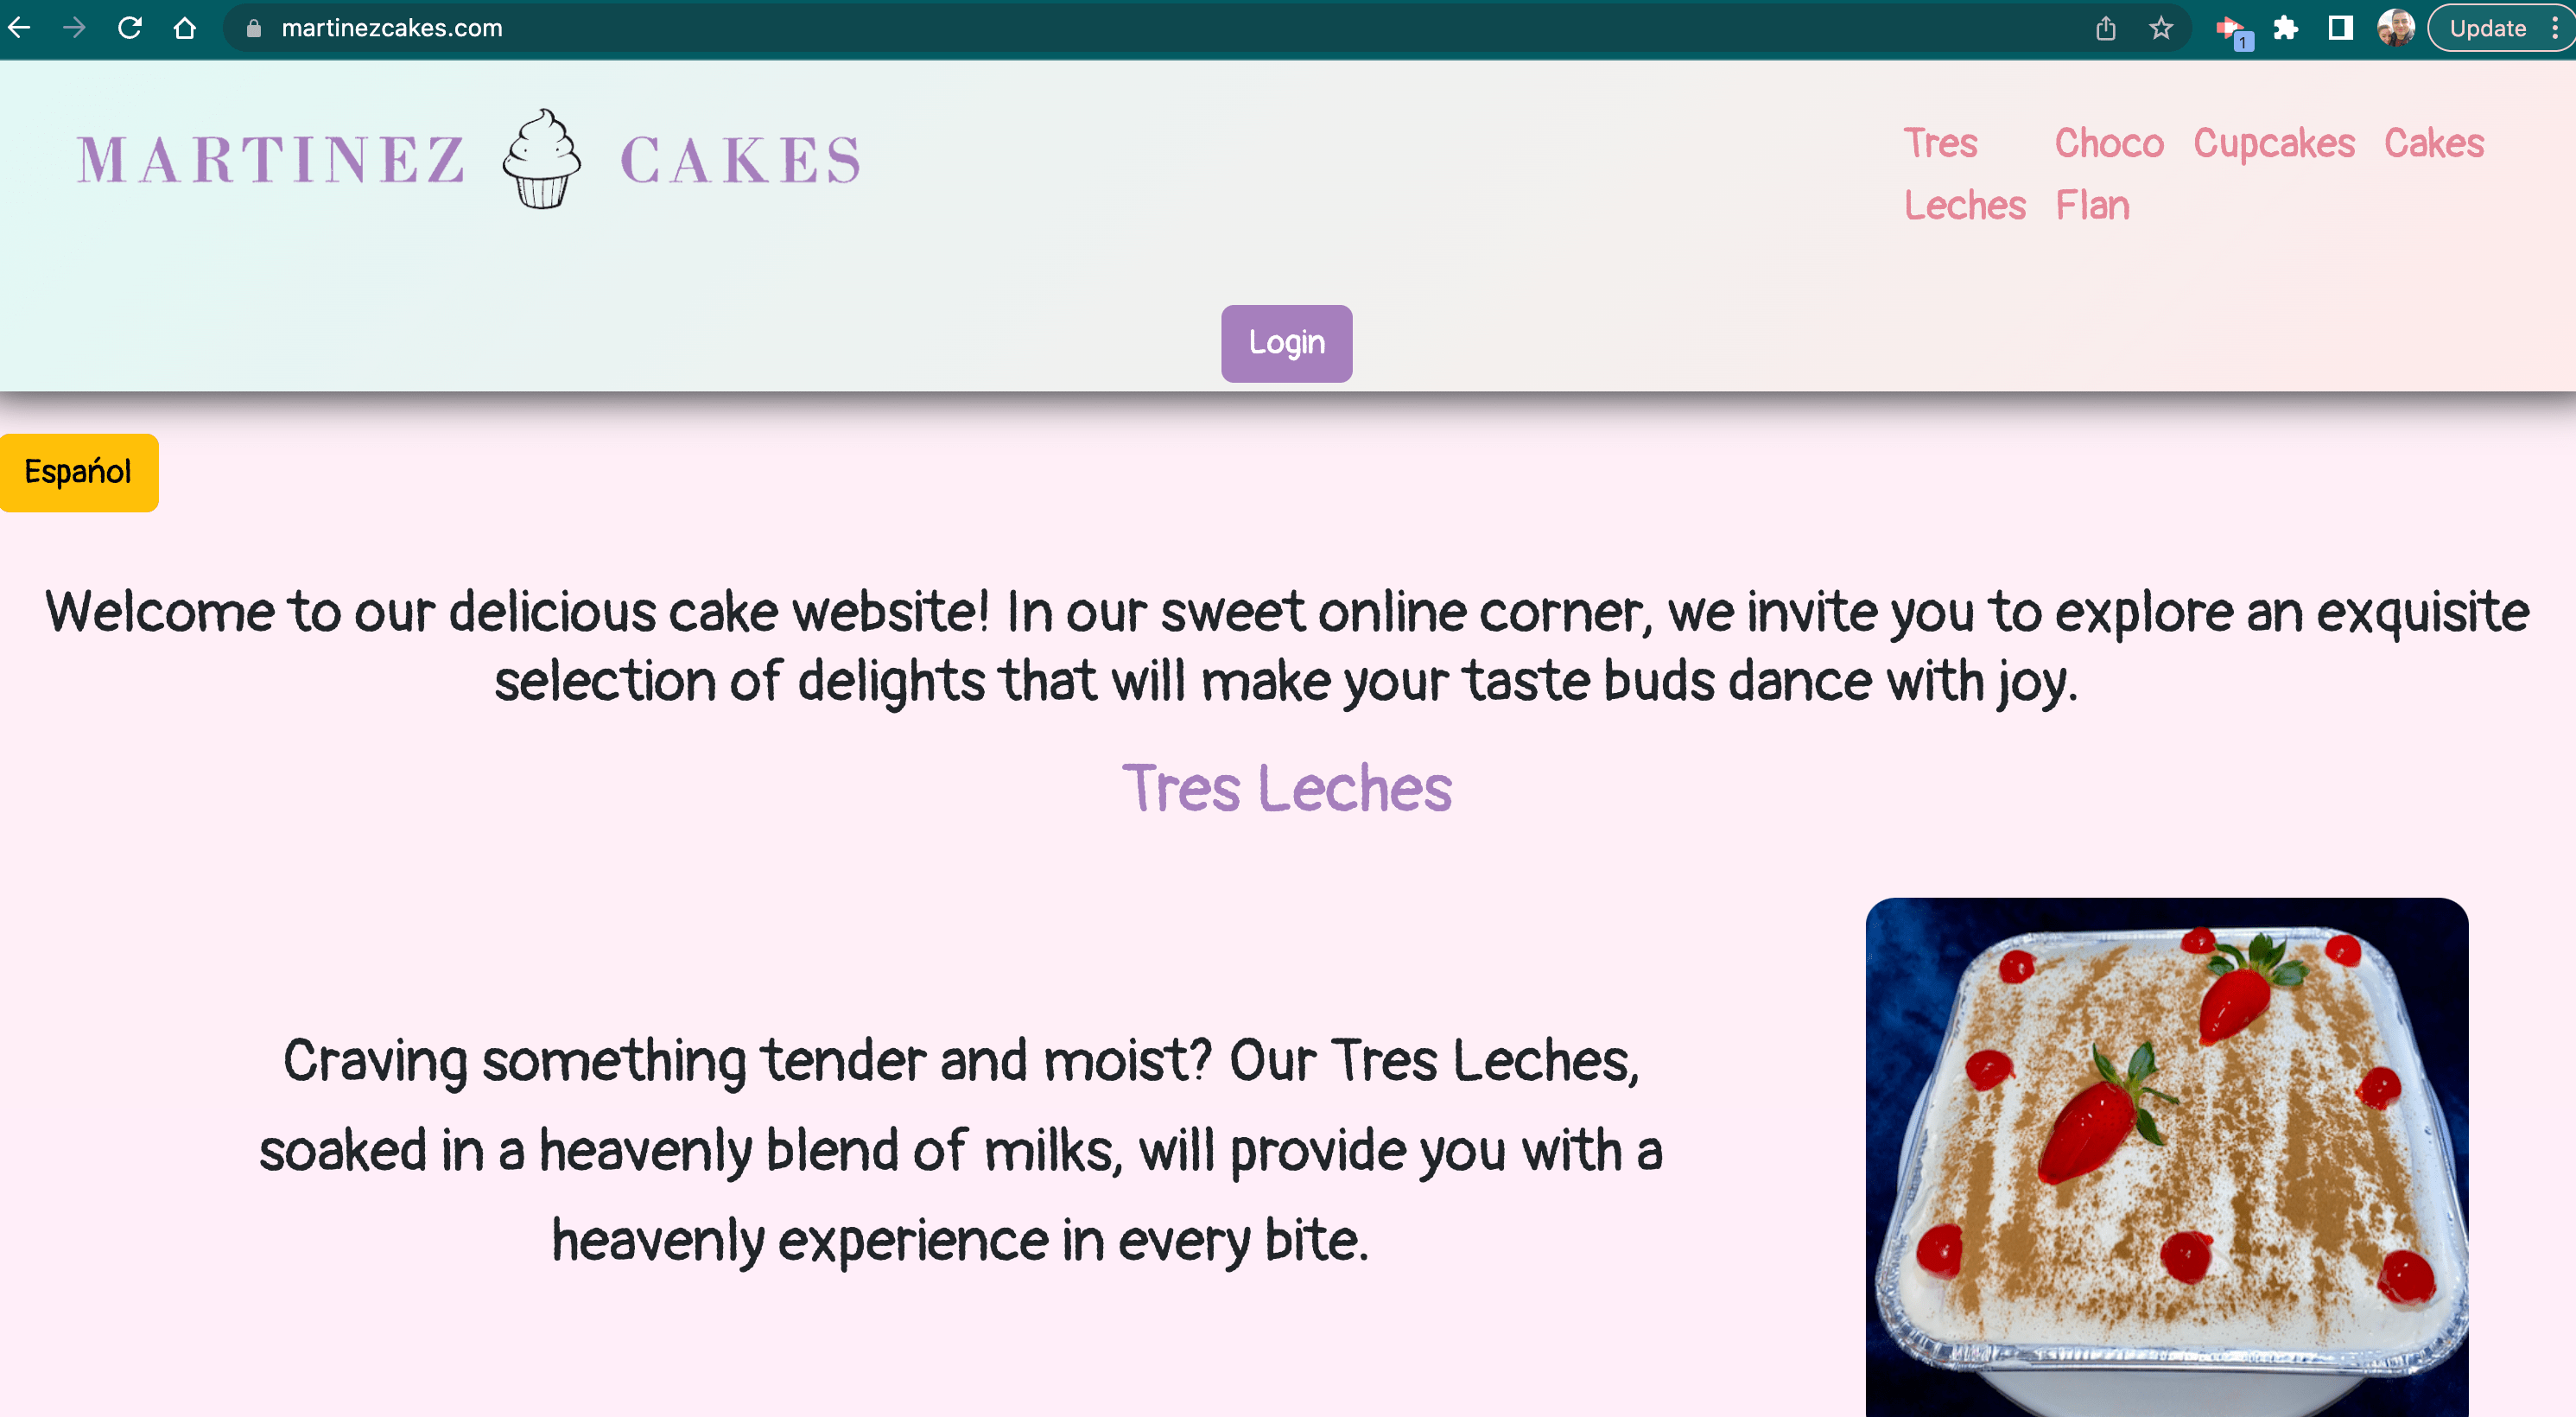 martinezcakes.com
1
Update
MARTINEZ CAKES
Tres Leches
Choco Flan
Cupcakes
Cakes
Login
Español
Welcome to our delicious cake website! In our sweet online corner, we invite you to explore an exquisite
selection of delights that will make your taste buds dance with joy.
Tres Leches
Craving something tender and moist? Our Tres Leches,
soaked in a heavenly blend of milks, will provide you with a
heavenly experience in every bite.